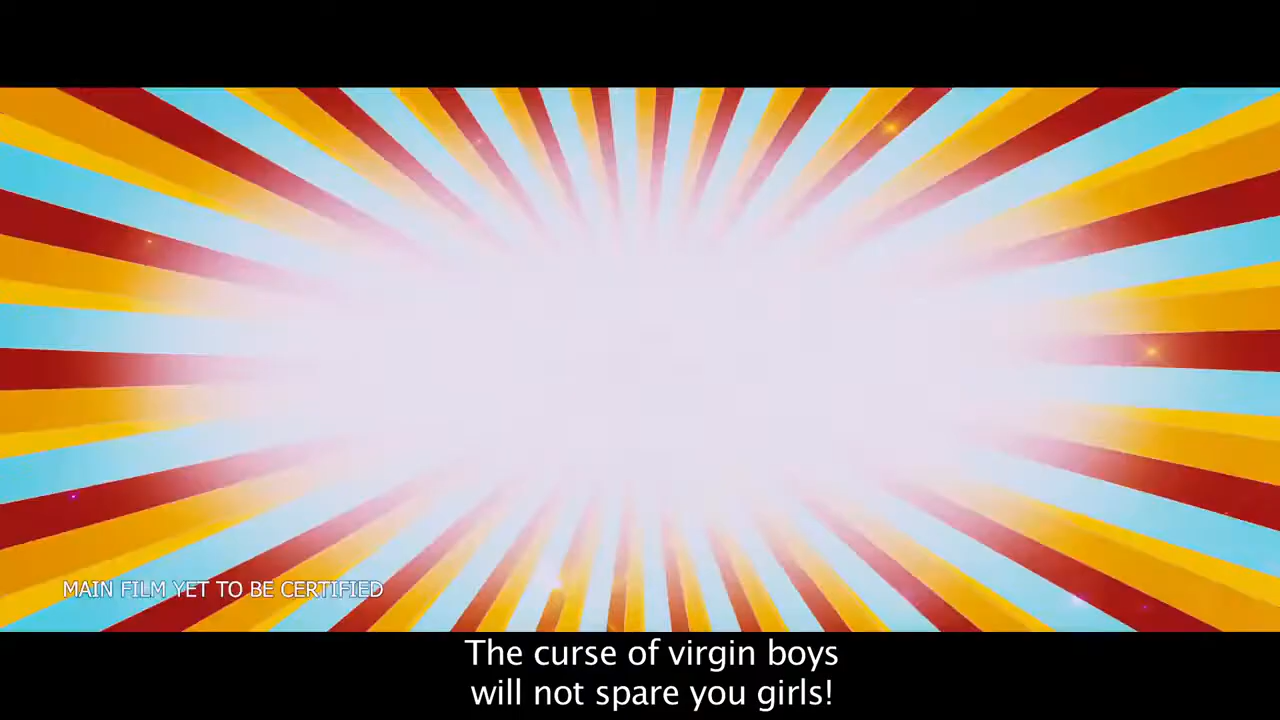 MAIN FILM YET TO BE CERTIFIED
The curse of virgin boys
will not spare you girls!